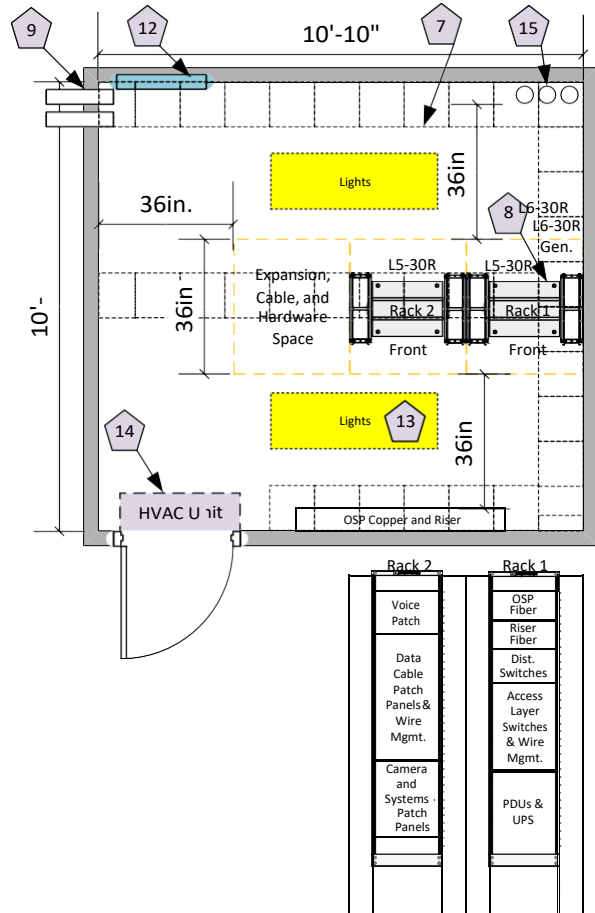 9
12
10'-10"
7
15
Lights
36in
36in.
8
L6-30R
L6-30R
Gen.
L5-30R
L5-30R
Expansion,
Cable, and
Hardware
Space
36in
Rack 2
Rack 1
Front
Front
10'-
Lights
13
36in
14
HVAC Unit
OSP Copper and Riser
Rack 2
Rack 1
Voice
Patch
Data
Cable
Patch
Panels &
Wire
Mgmt.
Camera
and
Systems
Patch
Panels
OSP
Fiber
Riser
Fiber
Dist.
Switches
Access
Layer
Switches
& Wire
Mgmt.
PDUs &
UPS